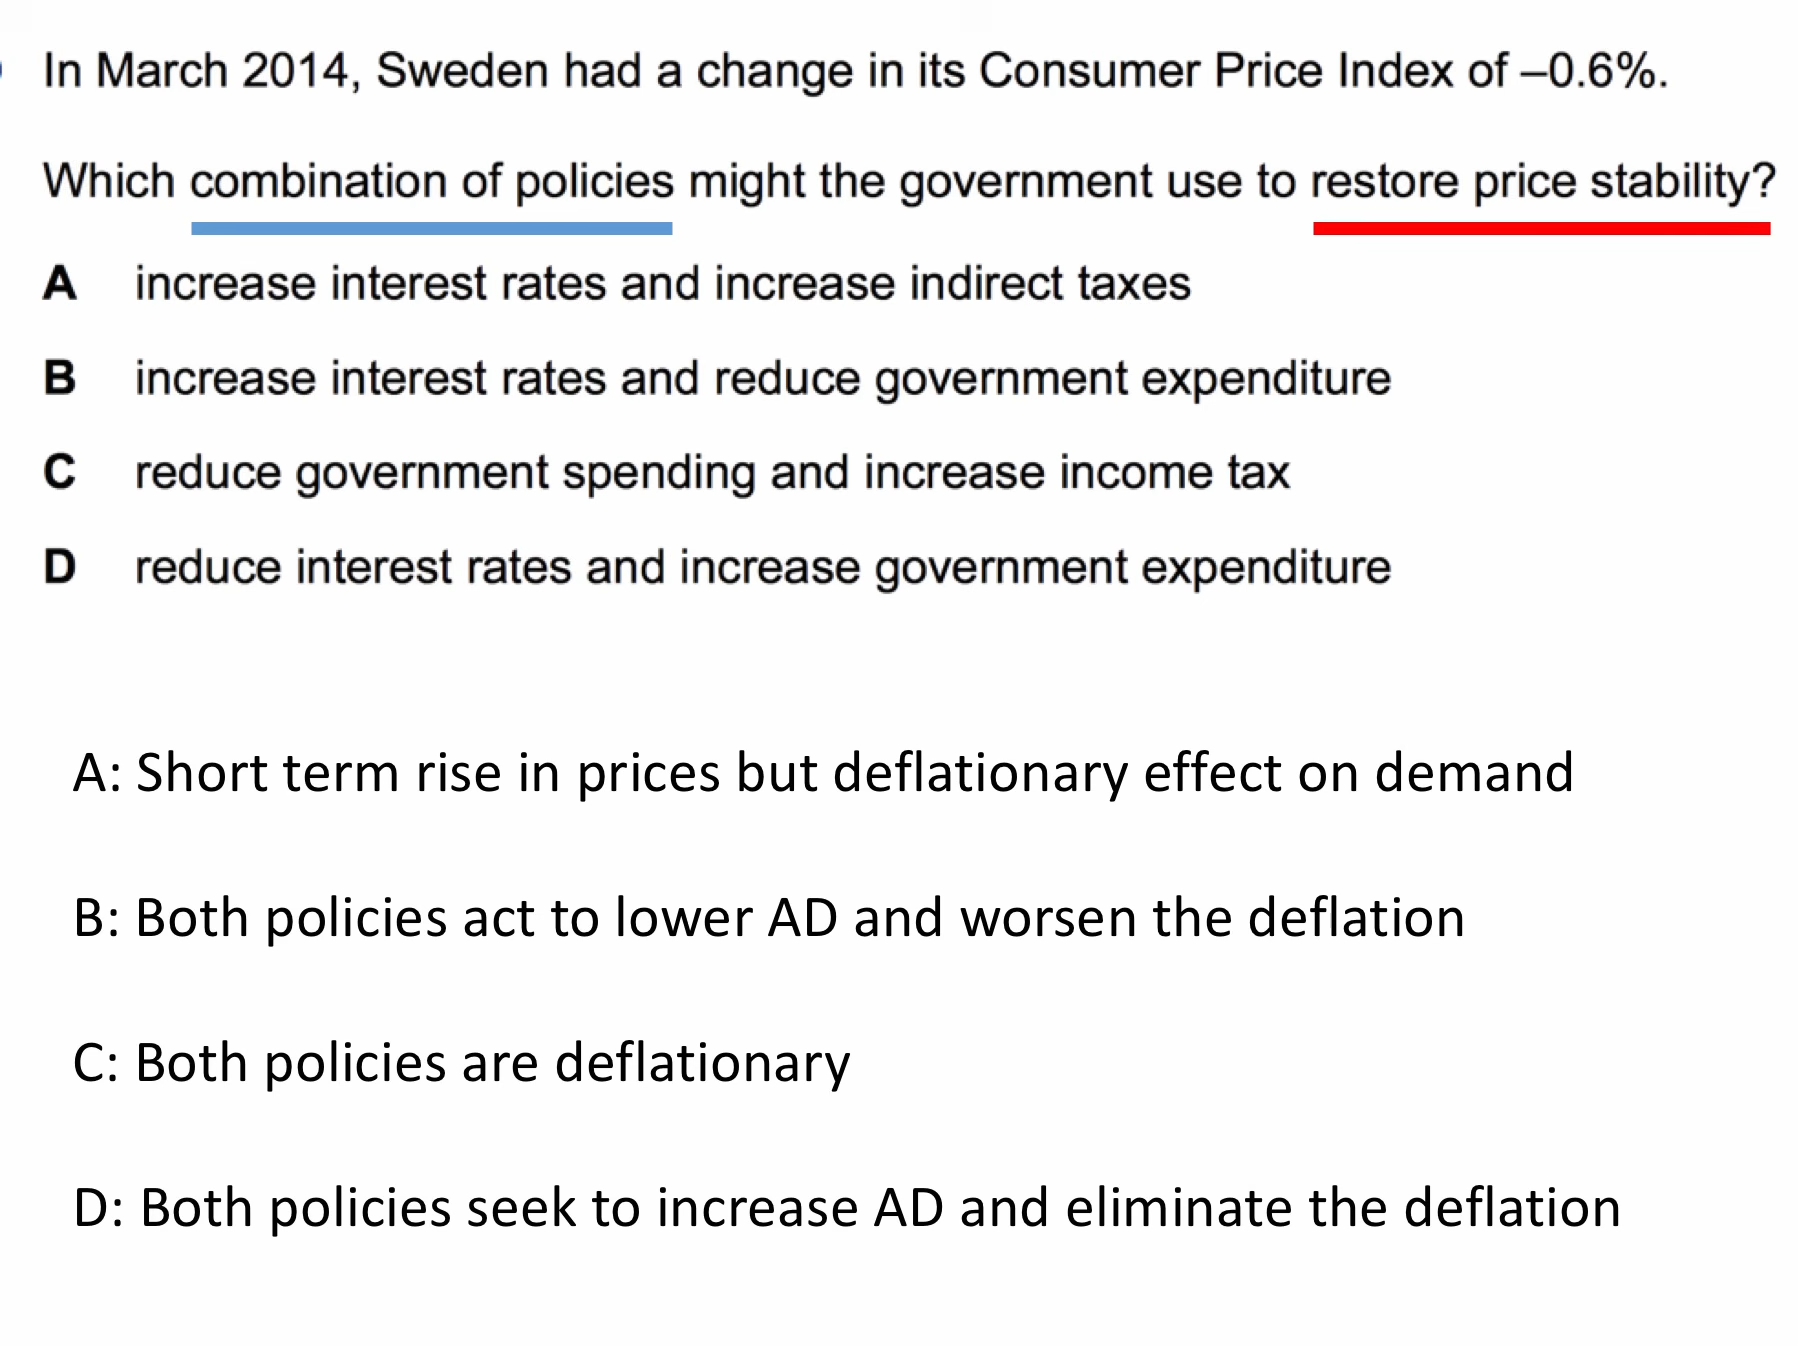 In March 2014, Sweden had a change in its Consumer Price Index of –0.6%.
Which combination of policies might the government use to restore price stability?
A increase interest rates and increase indirect taxes
B increase interest rates and reduce government expenditure
C reduce government spending and increase income tax
D reduce interest rates and increase government expenditure
A: Short term rise in prices but deflationary effect on demand
B: Both policies act to lower AD and worsen the deflation
C: Both policies are deflationary
D: Both policies seek to increase AD and eliminate the deflation